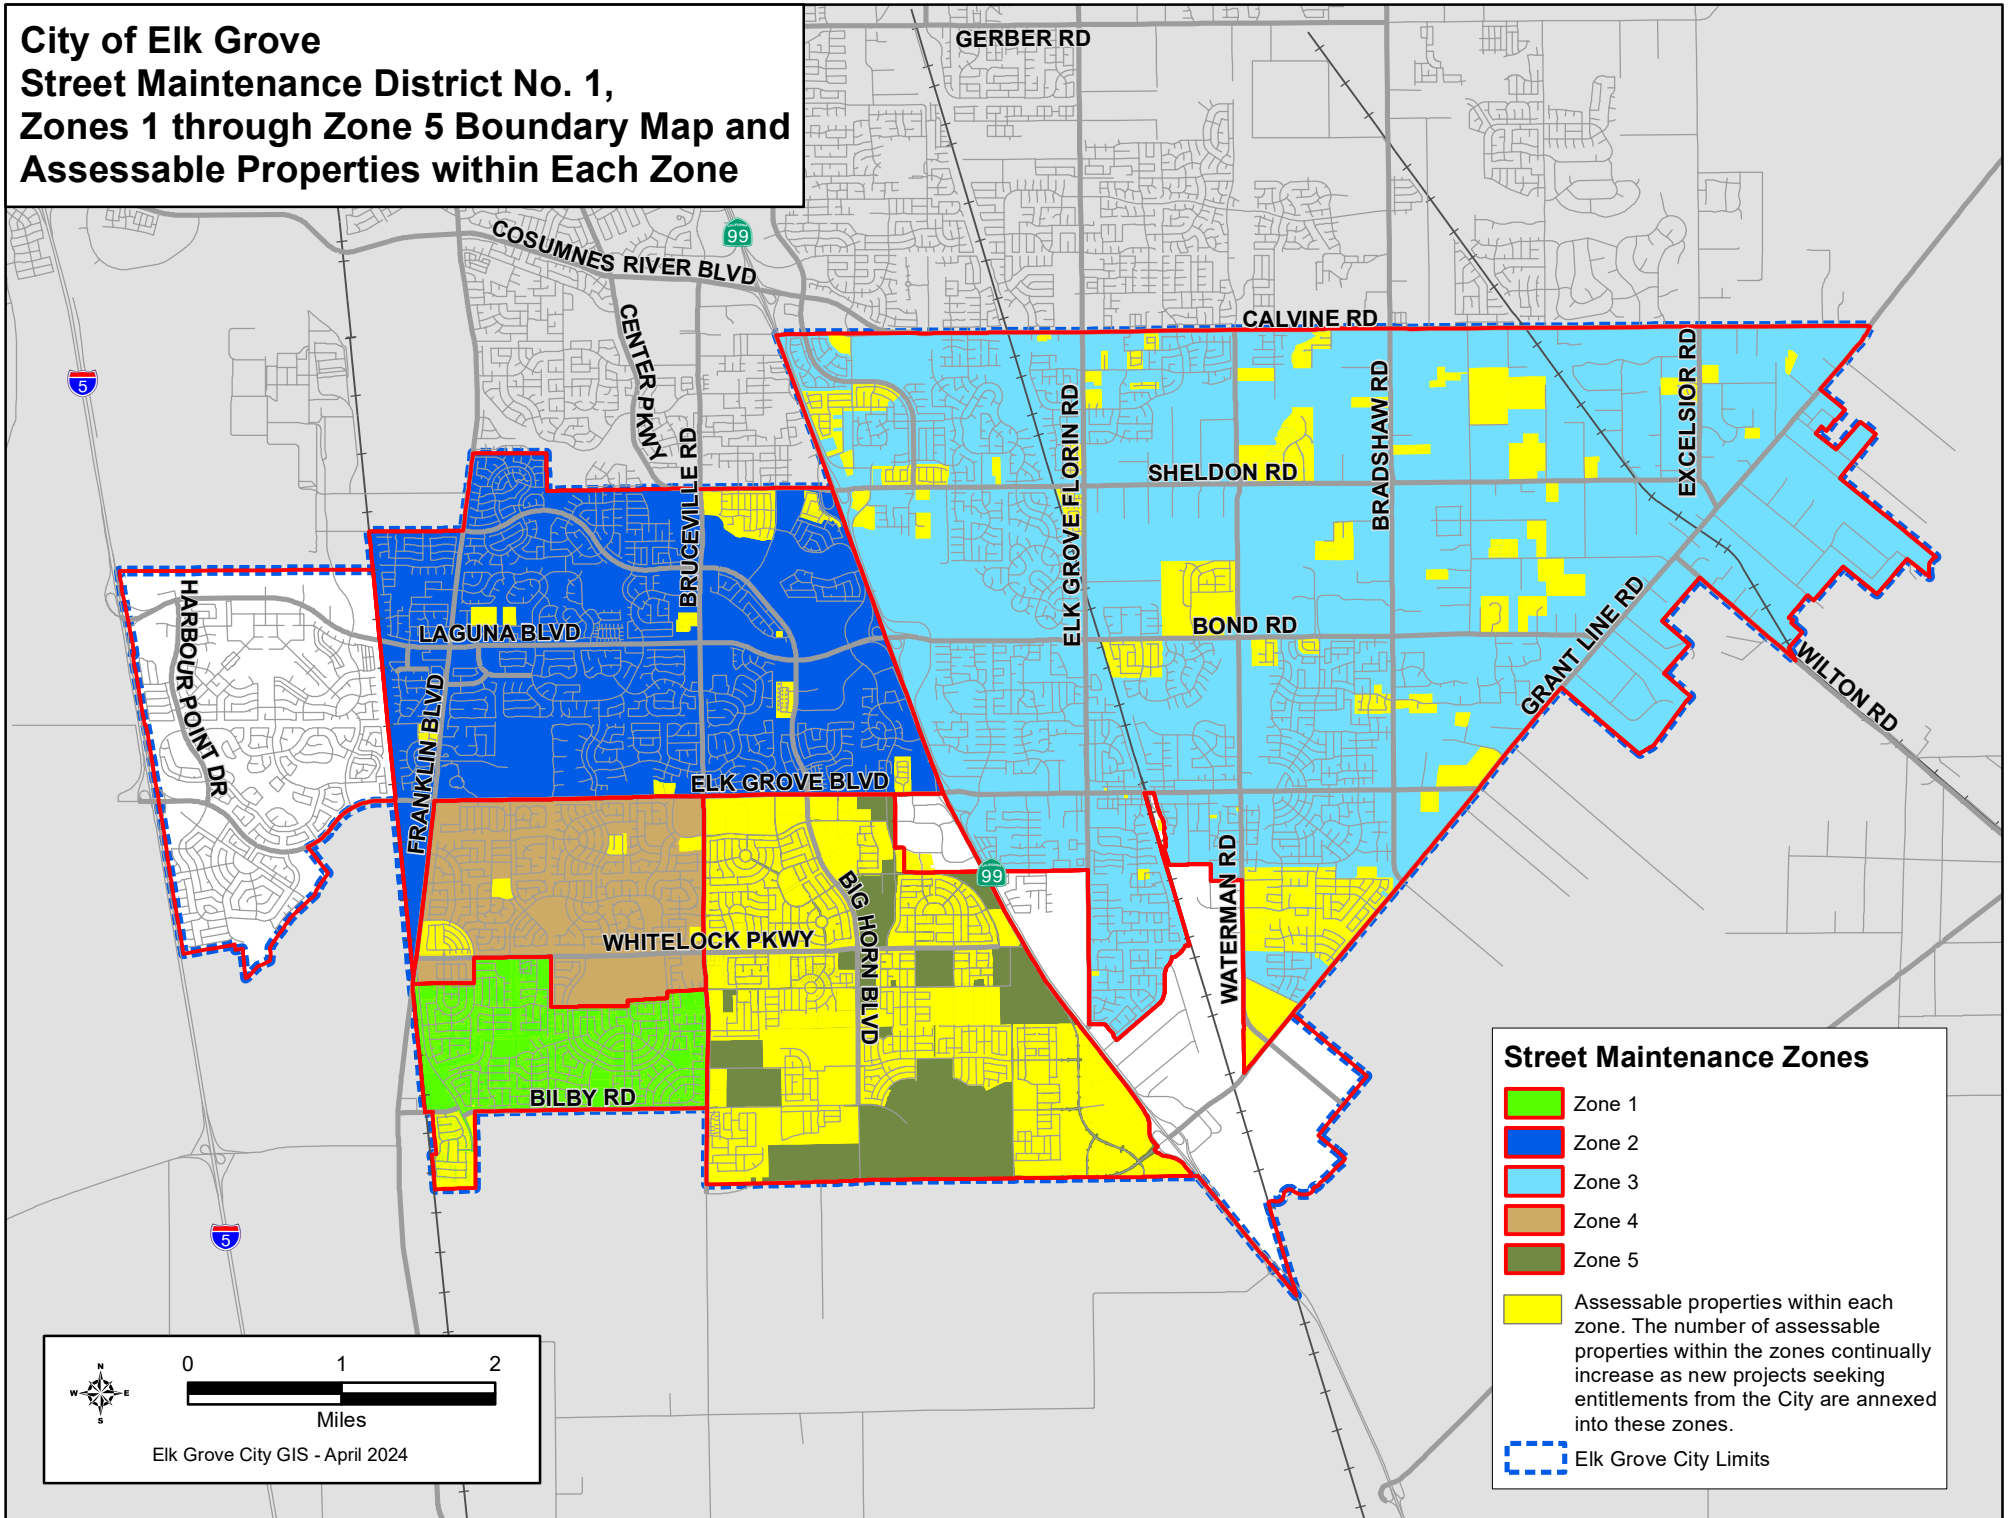 City of Elk Grove
Street Maintenance District No. 1,
Zones 1 through Zone 5 Boundary Map and
Assessable Properties within Each Zone
GERBER RD
COSUMNES RIVER BLVD
CALIFORNIA
99
CENTER PKWY
CALVINE RD
5
BRUCEVILLE RD
ELK GROVE FLORIN RD
BRADSHAW RD
EXCELSIOR RD
SHELDON RD
HARBOUR POINT DR
LAGUNA BLVD
BOND RD
GRANT LINE RD
WILTON RD
FRANKLIN BLVD
ELK GROVE BLVD
CALIFORNIA
99
WATERMAN RD
BIG HORN BLVD
WHITELOCK PKWY
BILBY RD
5
Street Maintenance Zones
Zone 1
Zone 2
Zone 3
Zone 4
Zone 5
Assessable properties within each
zone. The number of assessable
properties within the zones continually
increase as new projects seeking
entitlements from the City are annexed
into these zones.
Elk Grove City Limits
N
W E
S
0 1 2
Miles
Elk Grove City GIS - April 2024